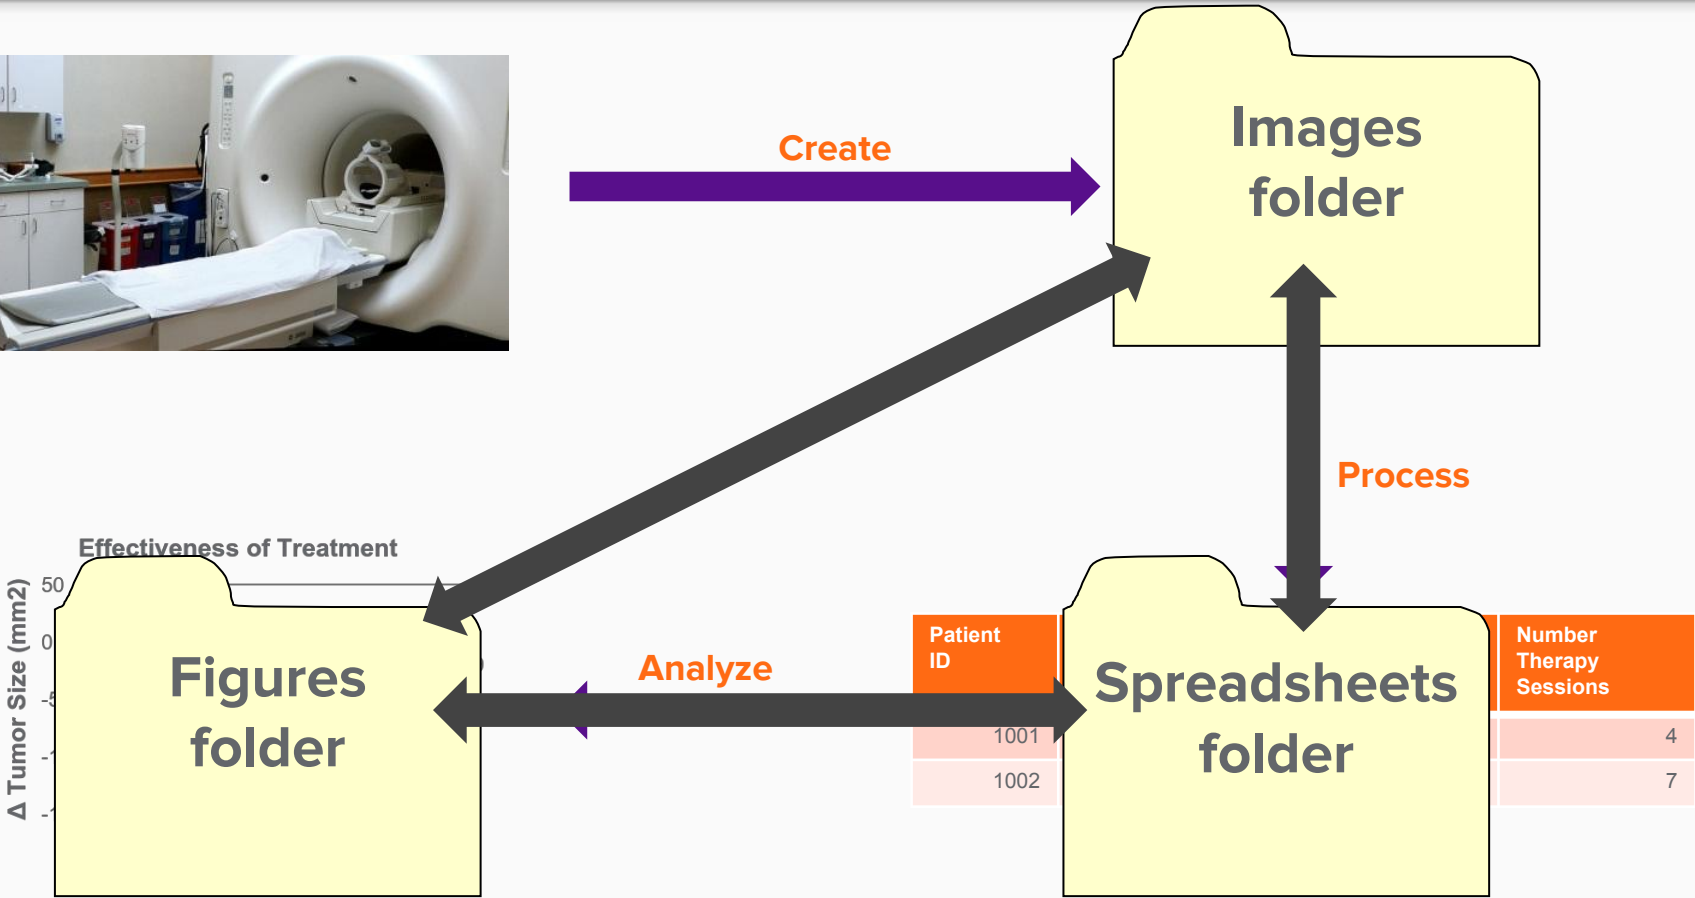 Create
Images
folder
Process
Effectiveness of Treatment
50
0
Δ Tumor Size (mm2)
Figures
folder
Analyze
Patient
ID
Spreadsheets
folder
Number
Therapy
Sessions
1001
4
1002
7